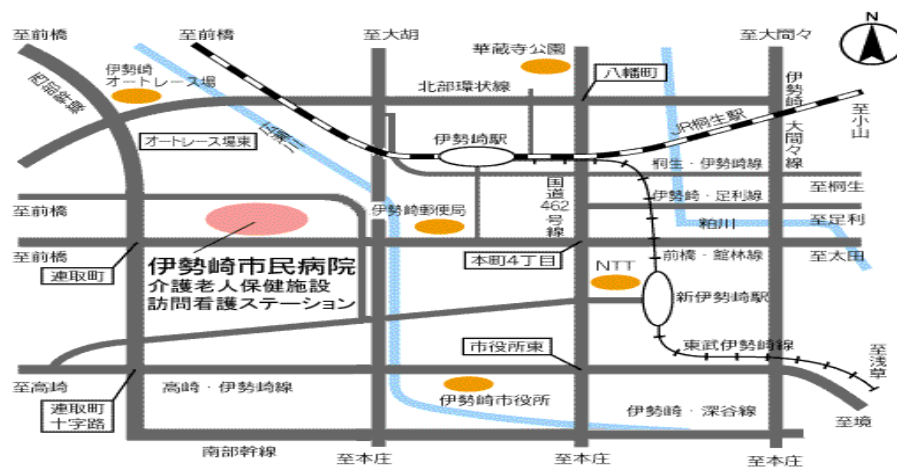 至前橋
至前橋
至大胡
華蔵寺公園
至大間々
N
伊勢崎
オートレース場
西部幹線
北部環状線
八幡町
伊勢崎
大間々
線
至小山
JR桐生駅
オートレース場東
広瀬川
伊勢崎駅
桐生・伊勢崎線
国道
462
号線
至桐生
伊勢崎・足利線
至前橋
伊勢崎郵便局
粕川
至足利
至前橋
連取町
本町4丁目
前橋・館林線
至太田
伊勢崎市民病院
介護老人保健施設
訪問看護ステーション
NTT
新伊勢崎駅
市役所東
東武伊勢崎線
至浅草
至高崎
高崎・伊勢崎線
連取町
十字路
伊勢崎市役所
伊勢崎・深谷線
至境
南部幹線
至本庄
至本庄
至本庄